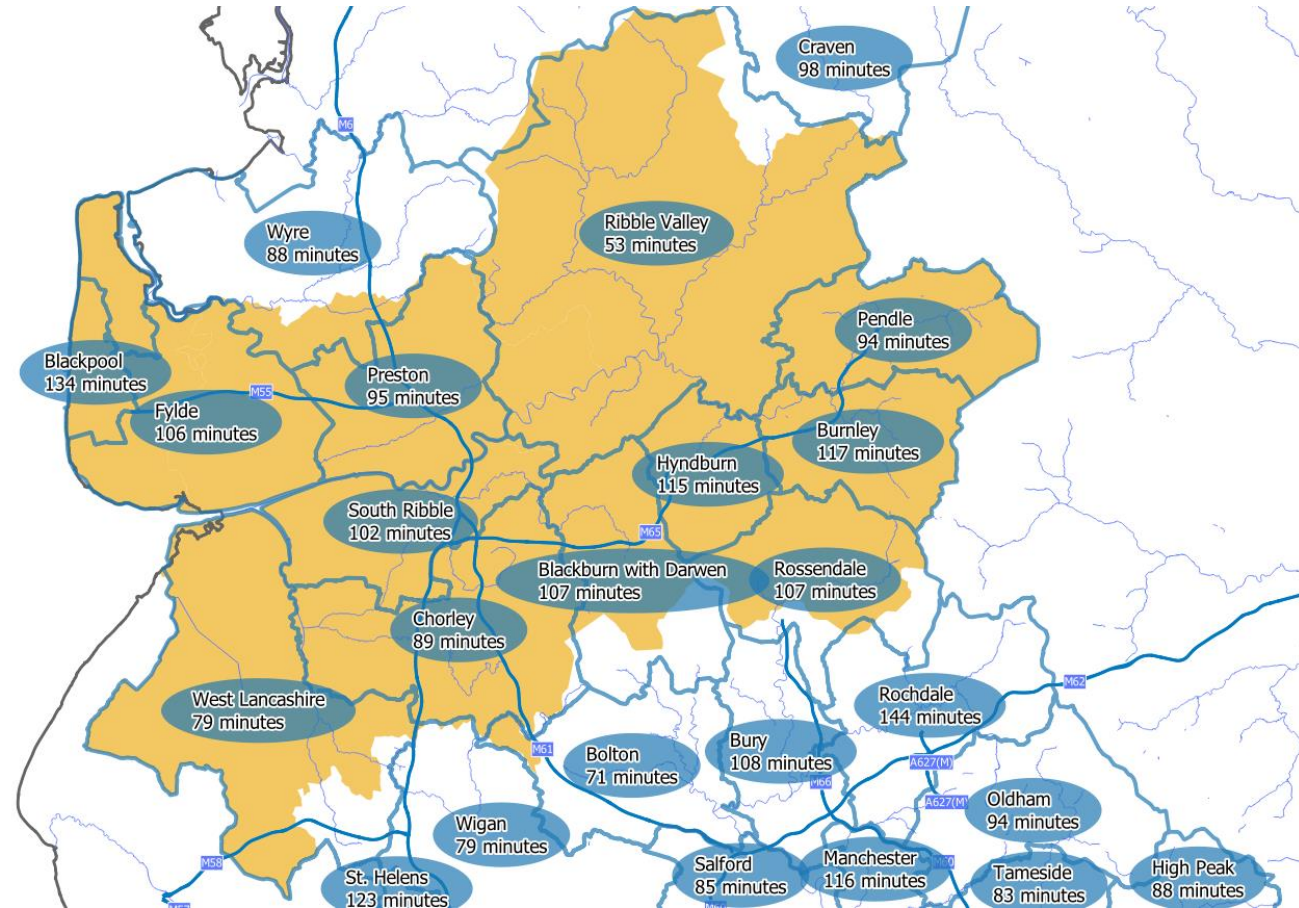 Craven
98 minutes
M6
Wyre
88 minutes
Ribble Valley
53 minutes
Pendle
94 minutes
Blackpool
134 minutes
Preston
95 minutes
M55
Fylde
106 minutes
Burnley
117 minutes
Hyndburn
115 minutes
South Ribble
102 minutes
M65
Blackburn with Darwen
107 minutes
Rossendale
107 minutes
Chorley
89 minutes
West Lancashire
79 minutes
M62
Rochdale
144 minutes
Bolton
71 minutes
Bury
108 minutes
M61
A627(M)
M66
A627(M)
Oldham
94 minutes
Wigan
79 minutes
M58
St. Helens
123 minutes
Salford
85 minutes
Manchester
116 minutes
M60
Tameside
83 minutes
High Peak
88 minutes